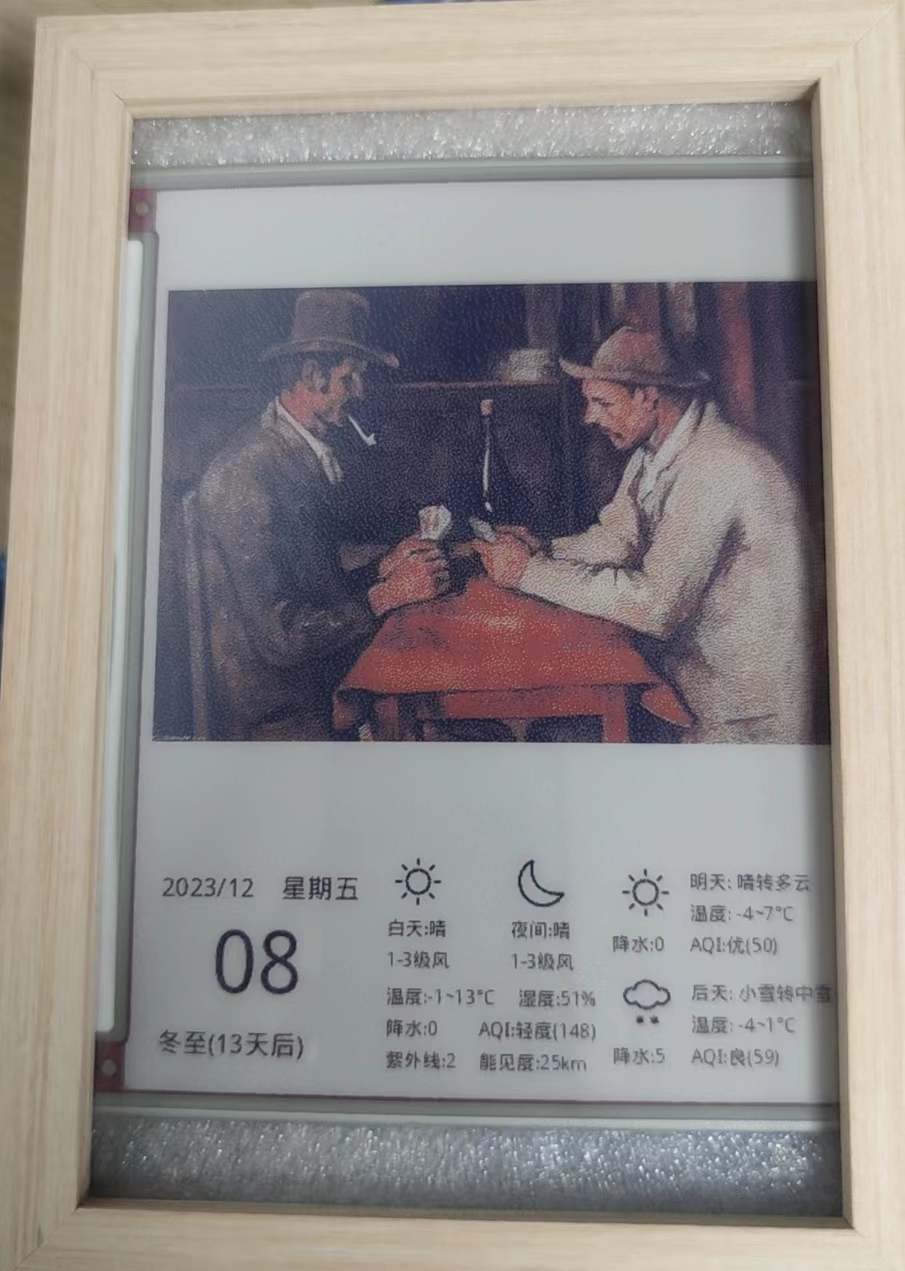 2023/12 星期五
08
冬至(13天后)
白天:晴 夜间:晴
1-3级风 1-3级风
温度:-1~13°C 湿度:51%
降水:0 AQI:轻度(148)
紫外线:2 能见度:25km
明天: 晴转多云
温度: -4~7°C
降水:0 AQI:优(50)
后天: 小雪转中雪
温度: -4~1°C
降水:5 AQI:良(59)